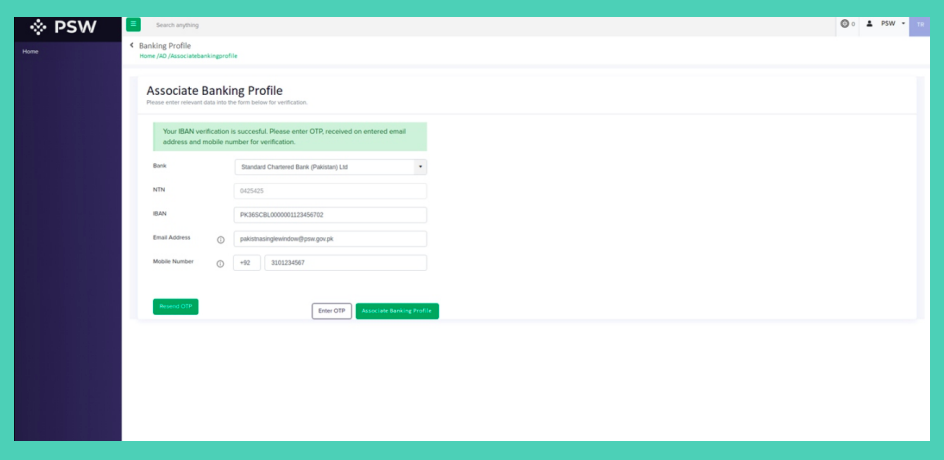 PSW
Search anything
0
PSW
TR
Home
Banking Profile
Home /AD /Associatebankingprofile
Associate Banking Profile
Please enter relevant data into the form below for verification.
Your IBAN verification is succesful. Please enter OTP, received on entered email
address and mobile number for verification.
Bank
Standard Chartered Bank (Pakistan) Ltd
NTN
0425425
IBAN
PK36SCBL0000001123456702
Email Address
pakistnasinglewindow@psw.gov.pk
Mobile Number
+92
3101234567
Resend OTP
Enter OTP
Associate Banking Profile